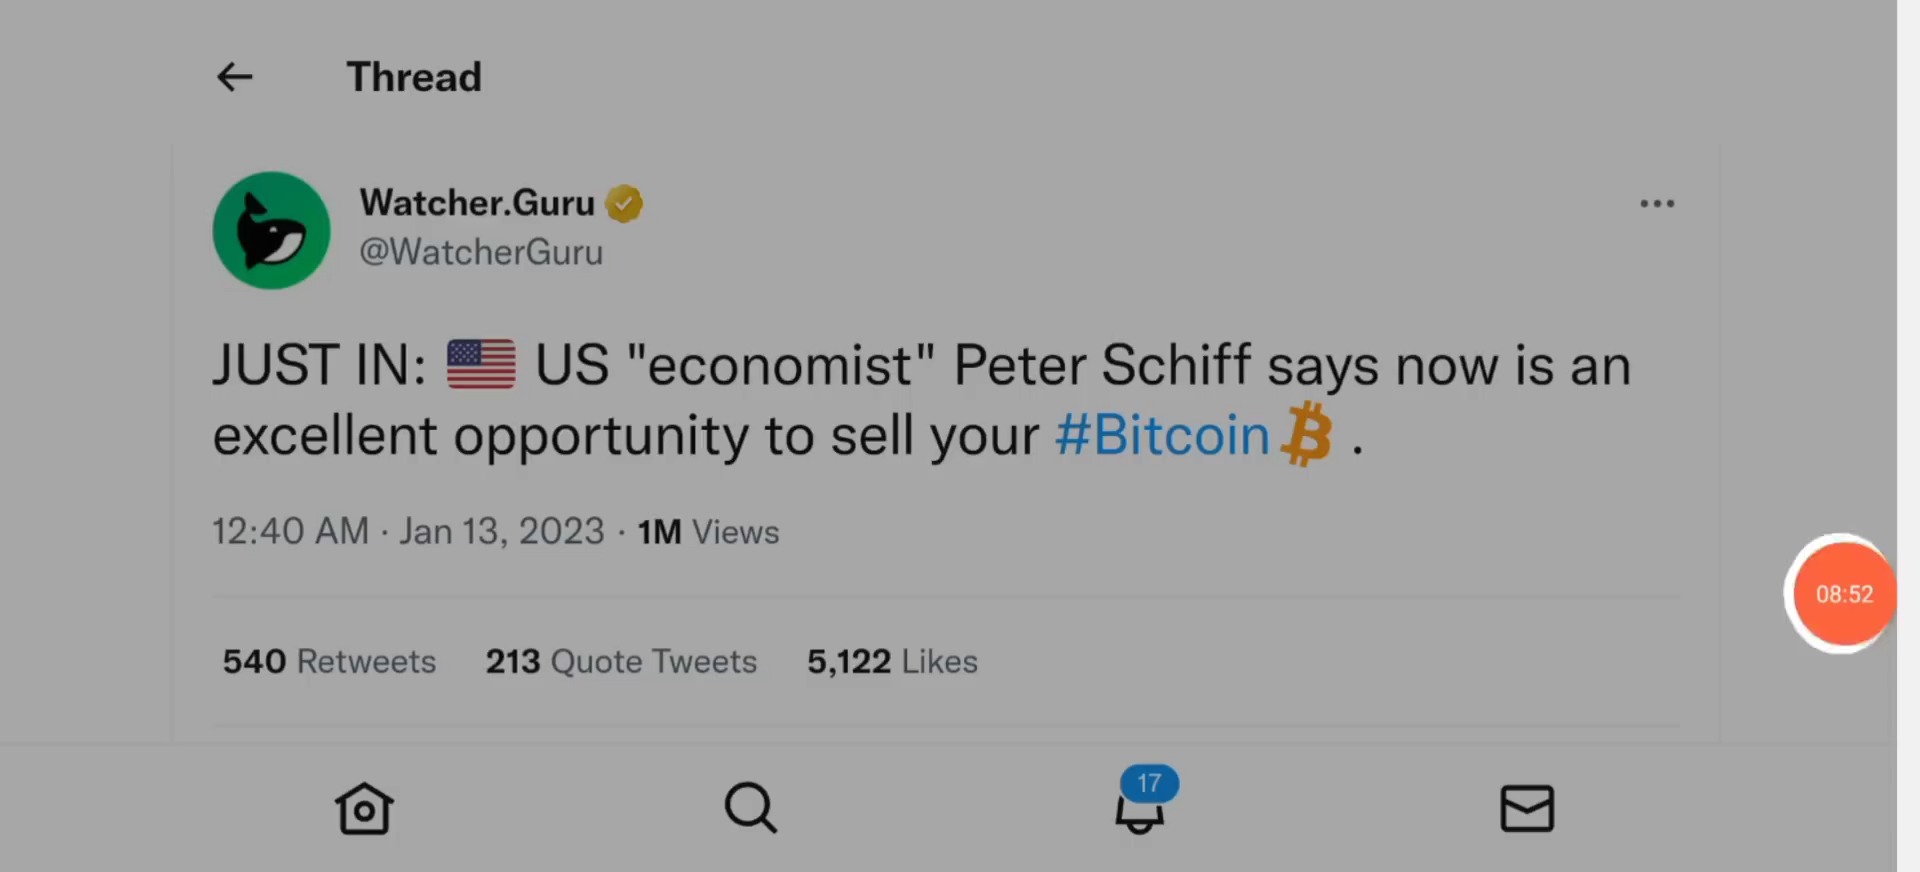 Thread
Watcher.Guru
@WatcherGuru
JUST IN: 🇺🇸 US "economist" Peter Schiff says now is an
excellent opportunity to sell your #Bitcoin .
12:40 AM · Jan 13, 2023 · 1M Views
08:52
540 Retweets 213 Quote Tweets 5,122 Likes
17